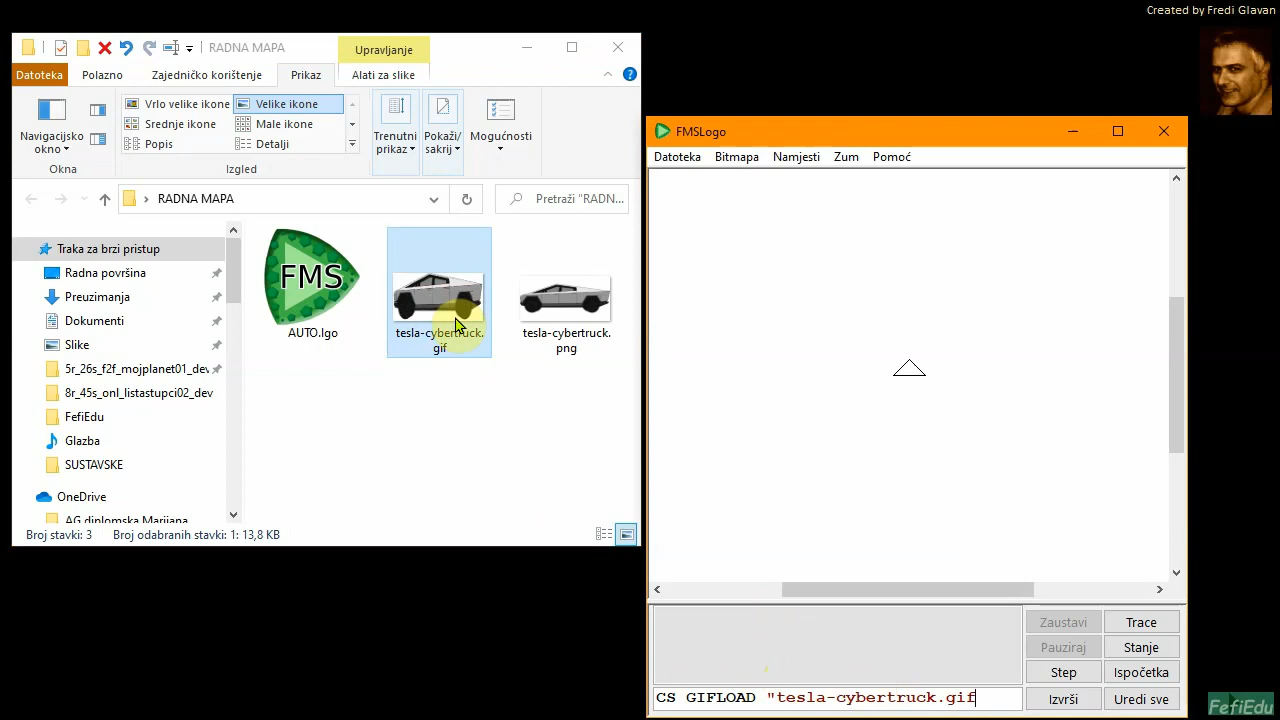 Created by Fredi Glavan
RADNA MAPA
Upravljanje
Datoteka
Polazno
Zajedničko korištenje
Prikaz
Alati za slike
Navigacijsko
okno
Vrlo velike ikone
Velike ikone
Srednje ikone
Male ikone
Popis
Detalji
Trenutni
prikaz
Pokaži/
sakrij
Mogućnosti
Okna
Izgled
RADNA MAPA
Pretraži "RADN...
Traka za brzi pristup
Radna površina
Preuzimanja
Dokumenti
Slike
5r_26s_f2f_mojplanet01_dev
8r_45s_onl_listastupci02_dev
FefiEdu
Glazba
SUSTAVSKE
OneDrive
AG diplomska Marijana
FMS
AUTO.lgo
tesla-cybertruck.
gif
tesla-cybertruck.
png
Broj stavki: 3
Broj odabranih stavki: 1: 13,8 KB
FMSLogo
Datoteka
Bitmapa
Namjesti
Zum
Pomoć
Zaustavi
Trace
Pauziraj
Stanje
Step
Ispočetka
CS GIFLOAD "tesla-cybertruck.gif
Izvrši
Uredi sve
FefiEdu